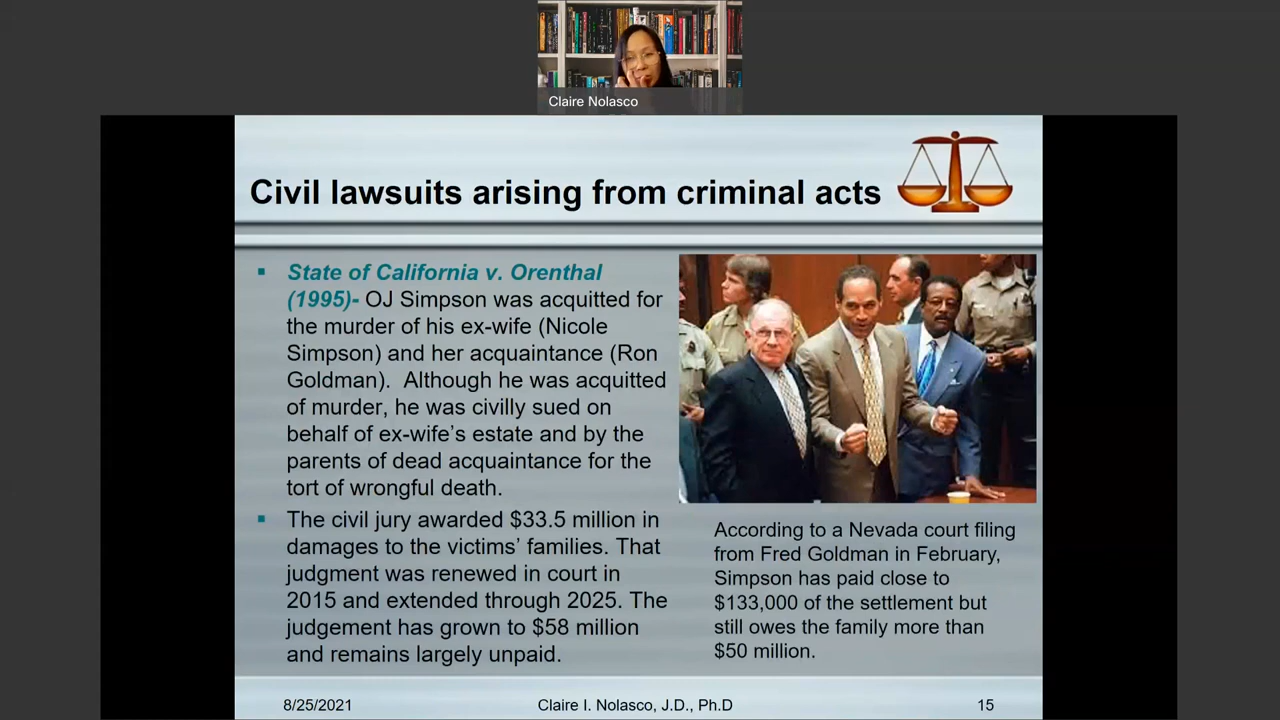 Claire Nolasco
Civil lawsuits arising from criminal acts
▪ State of California v. Orenthal
(1995)- OJ Simpson was acquitted for
the murder of his ex-wife (Nicole
Simpson) and her acquaintance (Ron
Goldman).  Although he was acquitted
of murder, he was civilly sued on
behalf of ex-wife’s estate and by the
parents of dead acquaintance for the
tort of wrongful death.
▪ The civil jury awarded $33.5 million in
damages to the victims’ families. That
judgment was renewed in court in
2015 and extended through 2025. The
judgement has grown to $58 million
and remains largely unpaid.
According to a Nevada court filing
from Fred Goldman in February,
Simpson has paid close to
$133,000 of the settlement but
still owes the family more than
$50 million.
8/25/2021
Claire I. Nolasco, J.D., Ph.D
15